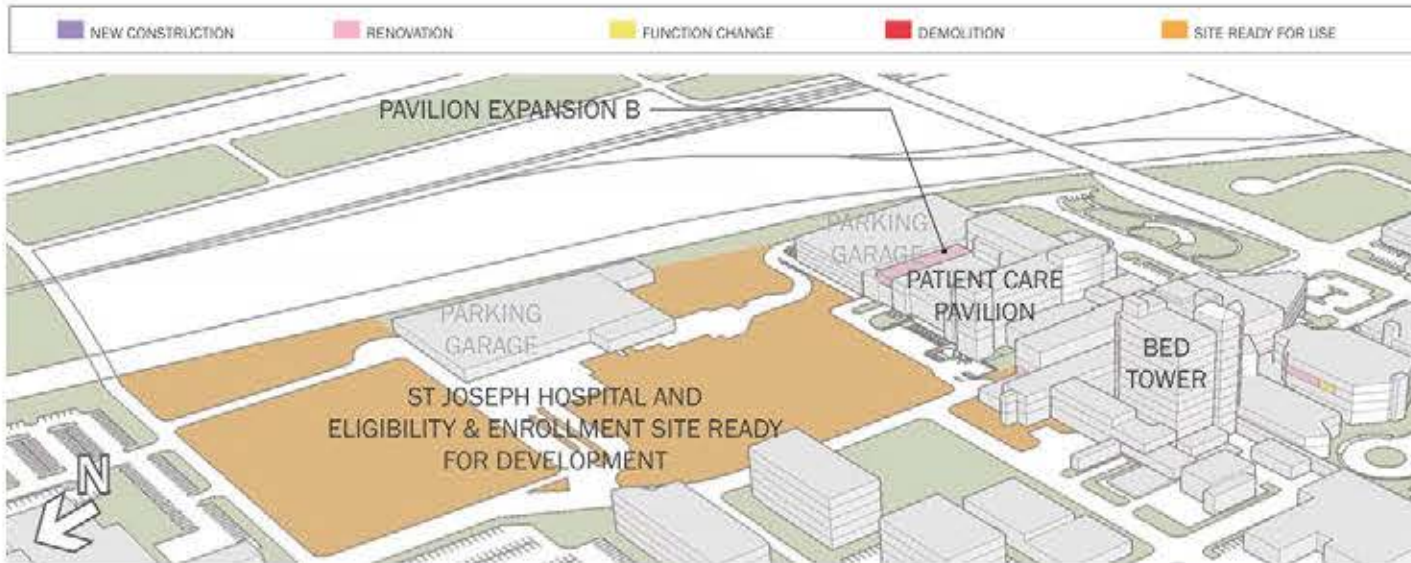 NEW CONSTRUCTION
RENOVATION
FUNCTION CHANGE
DEMOLITION
SITE READY FOR USE
PAVILION EXPANSION B
PARKING
GARAGE
PATIENT CARE
PAVILION
PARKING
GARAGE
BED
TOWER
ST JOSEPH HOSPITAL AND
ELIGIBILITY & ENROLLMENT SITE READY
FOR DEVELOPMENT
N